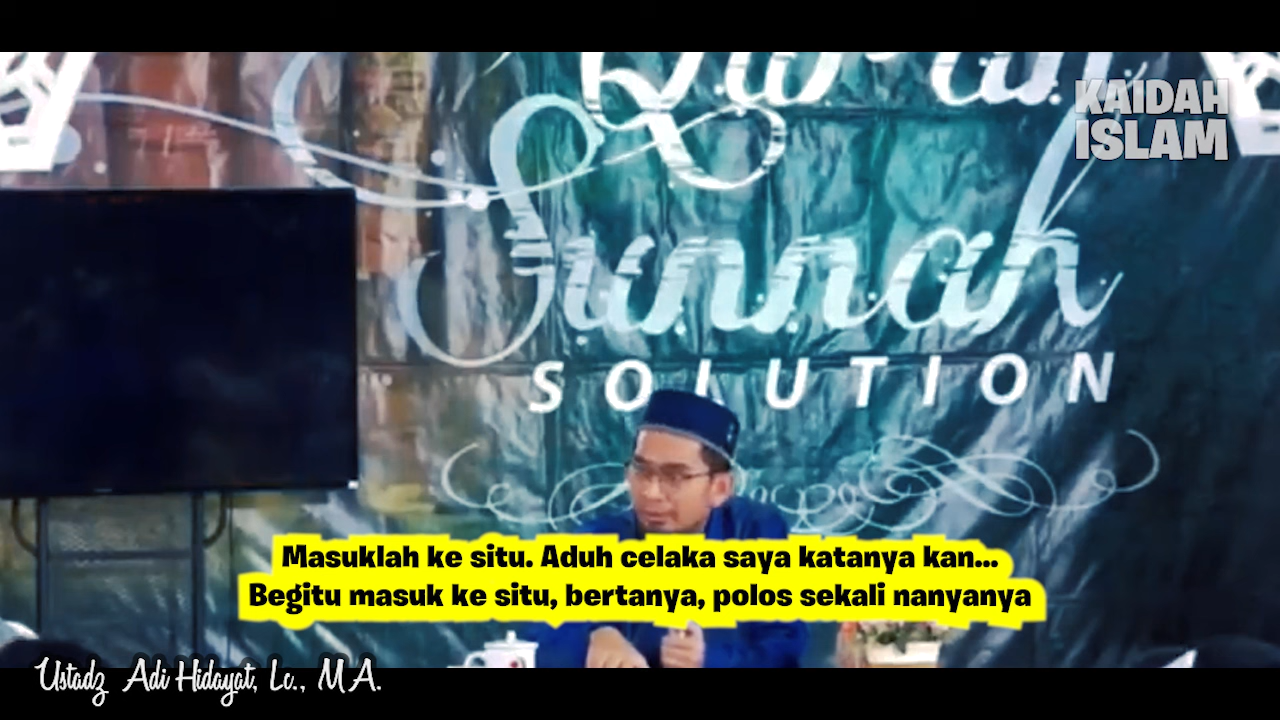 KAIDAH
ISLAM
Sunnah
SOLUTION
Masuklah ke situ. Aduh celaka saya katanya kan...
Begitu masuk ke situ, bertanya, polos sekali nanyanya
Ustadz Adi Hidayat, Lc., M.A.